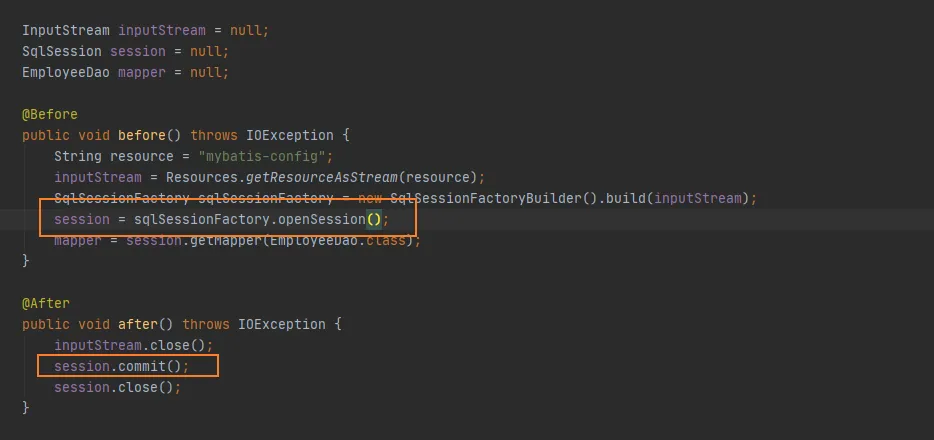 InputStream inputStream = null;
SqlSession session = null;
EmployeeDao mapper = null;
@Before
public void before() throws IOException {
String resource = "mybatis-config";
inputStream = Resources.getResourceAsStream(resource);
SqlSessionFactory sqlSessionFactory = new SqlSessionFactoryBuilder().build(inputStream);
session = sqlSessionFactory.openSession();
mapper = session.getMapper(EmployeeDao.class);
}
@After
public void after() throws IOException {
inputStream.close();
session.commit();
session.close();
}